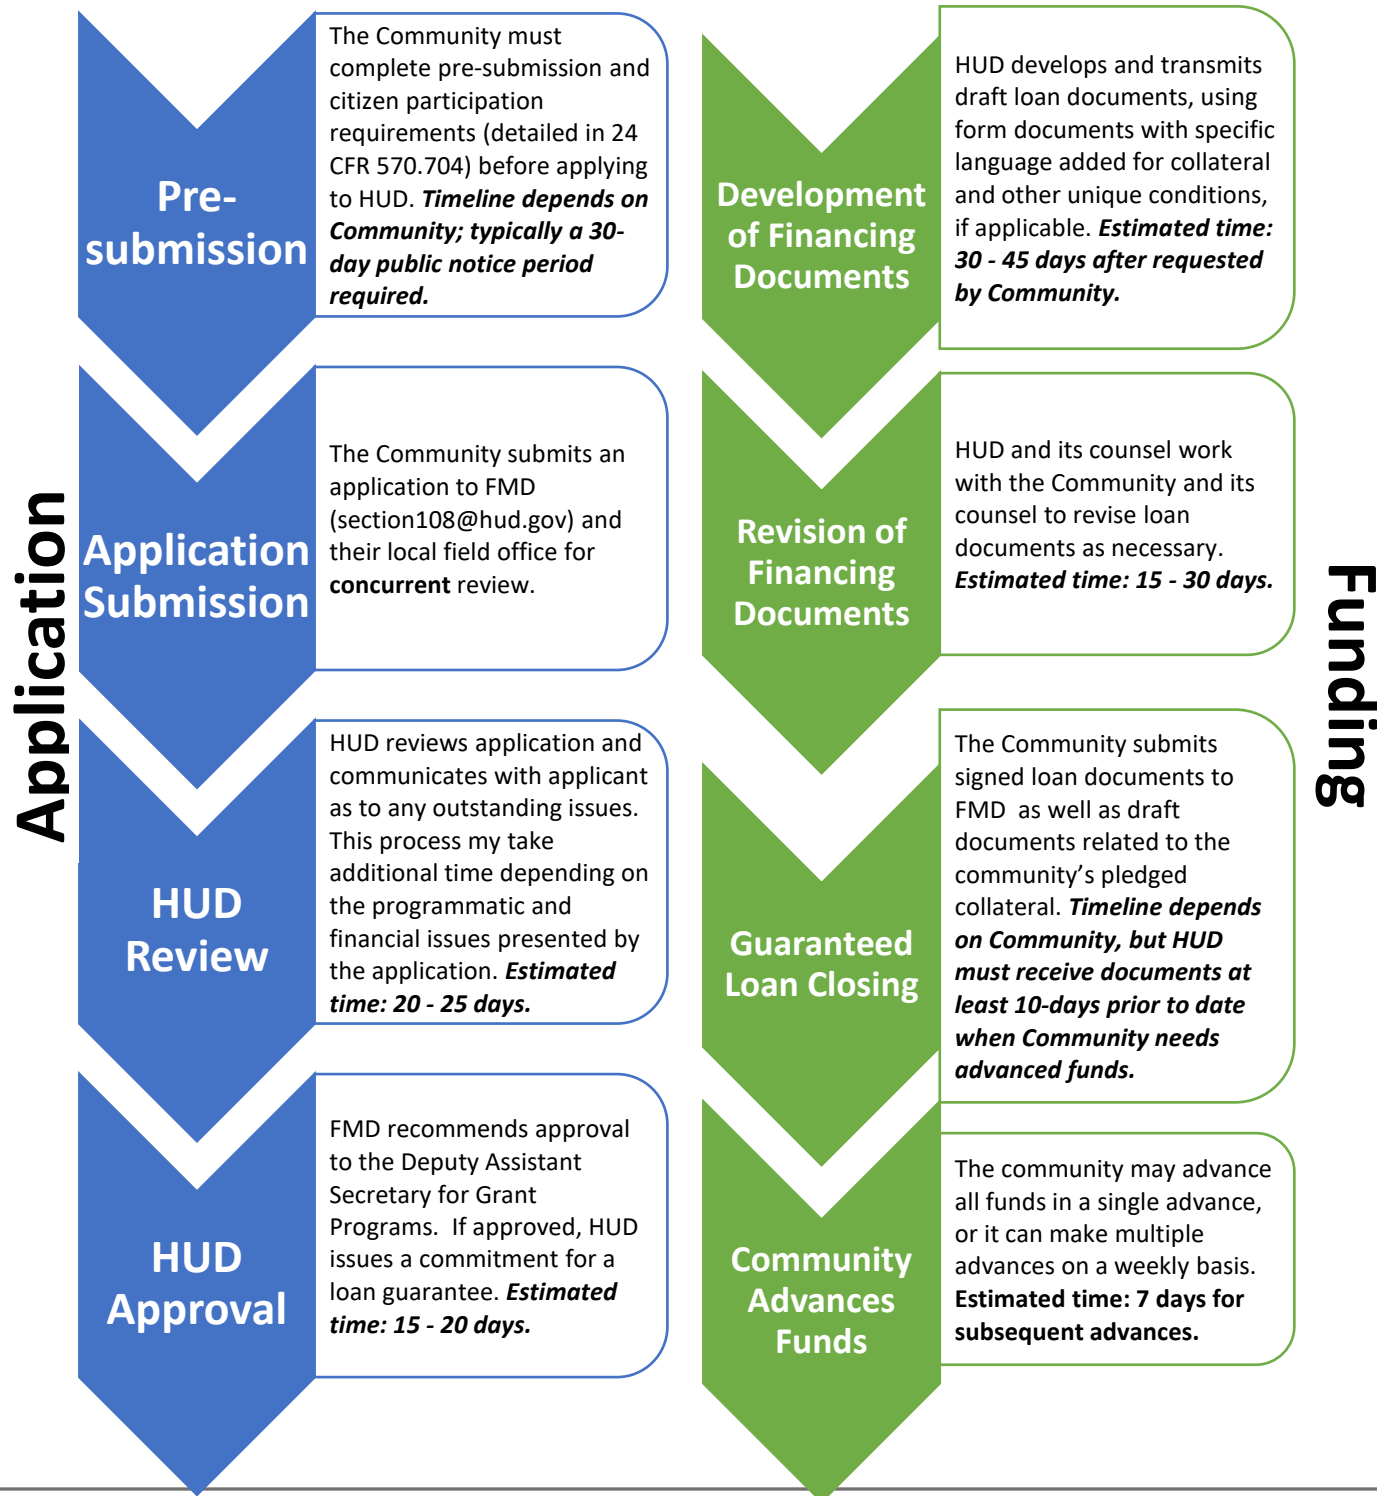 Application
Pre-
submission
The Community must
complete pre-submission and
citizen participation
requirements (detailed in 24
CFR 570.704) before applying
to HUD. Timeline depends on
Community; typically a 30-
day public notice period
required.
Application
Submission
The Community submits an
application to FMD
(section108@hud.gov) and
their local field office for
concurrent review.
HUD
Review
HUD reviews application and
communicates with applicant
as to any outstanding issues.
This process my take
additional time depending on
the programmatic and
financial issues presented by
the application. Estimated
time: 20 - 25 days.
HUD
Approval
FMD recommends approval
to the Deputy Assistant
Secretary for Grant
Programs.  If approved, HUD
issues a commitment for a
loan guarantee. Estimated
time: 15 - 20 days.
Funding
Development
of Financing
Documents
HUD develops and transmits
draft loan documents, using
form documents with specific
language added for collateral
and other unique conditions,
if applicable. Estimated time:
30 - 45 days after requested
by Community.
Revision of
Financing
Documents
HUD and its counsel work
with the Community and its
counsel to revise loan
documents as necessary.
Estimated time: 15 - 30 days.
Guaranteed
Loan Closing
The Community submits
signed loan documents to
FMD  as well as draft
documents related to the
community’s pledged
collateral. Timeline depends
on Community, but HUD
must receive documents at
least 10-days prior to date
when Community needs
advanced funds.
Community
Advances
Funds
The community may advance
all funds in a single advance,
or it can make multiple
advances on a weekly basis.
Estimated time: 7 days for
subsequent advances.